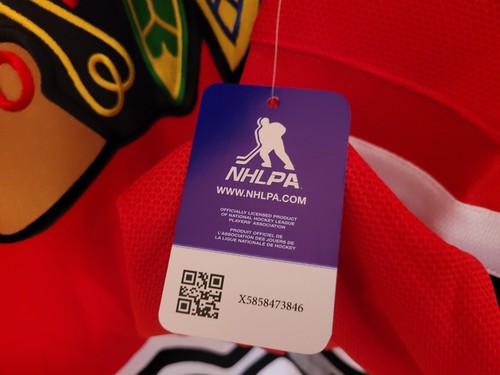 NHLPA
WWW.NHLPA.COM
OFFICIALLY LICENSED PRODUCT
OF NATIONAL HOCKEY LEAGUE
PLAYERS' ASSOCIATION
PRODUIT OFFICIEL DE
L'ASSOCIATION DES JOUEURS DE
LA LIGUE NATIONALE DE HOCKEY
X5858473846